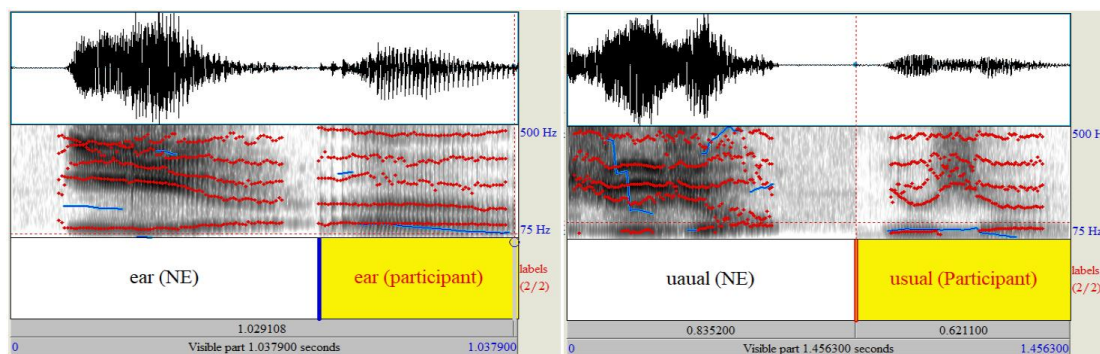 500 Hz
75 Hz
ear (NE)
ear (participant)
labels
(2/2)
1.029108
0
Visible part 1.037900 seconds
1.037900
500 Hz
75 Hz
uaual (NE)
usual (Participant)
labels
(2/2)
0.835200
0.621100
0
Visible part 1.456300 seconds
1.456300